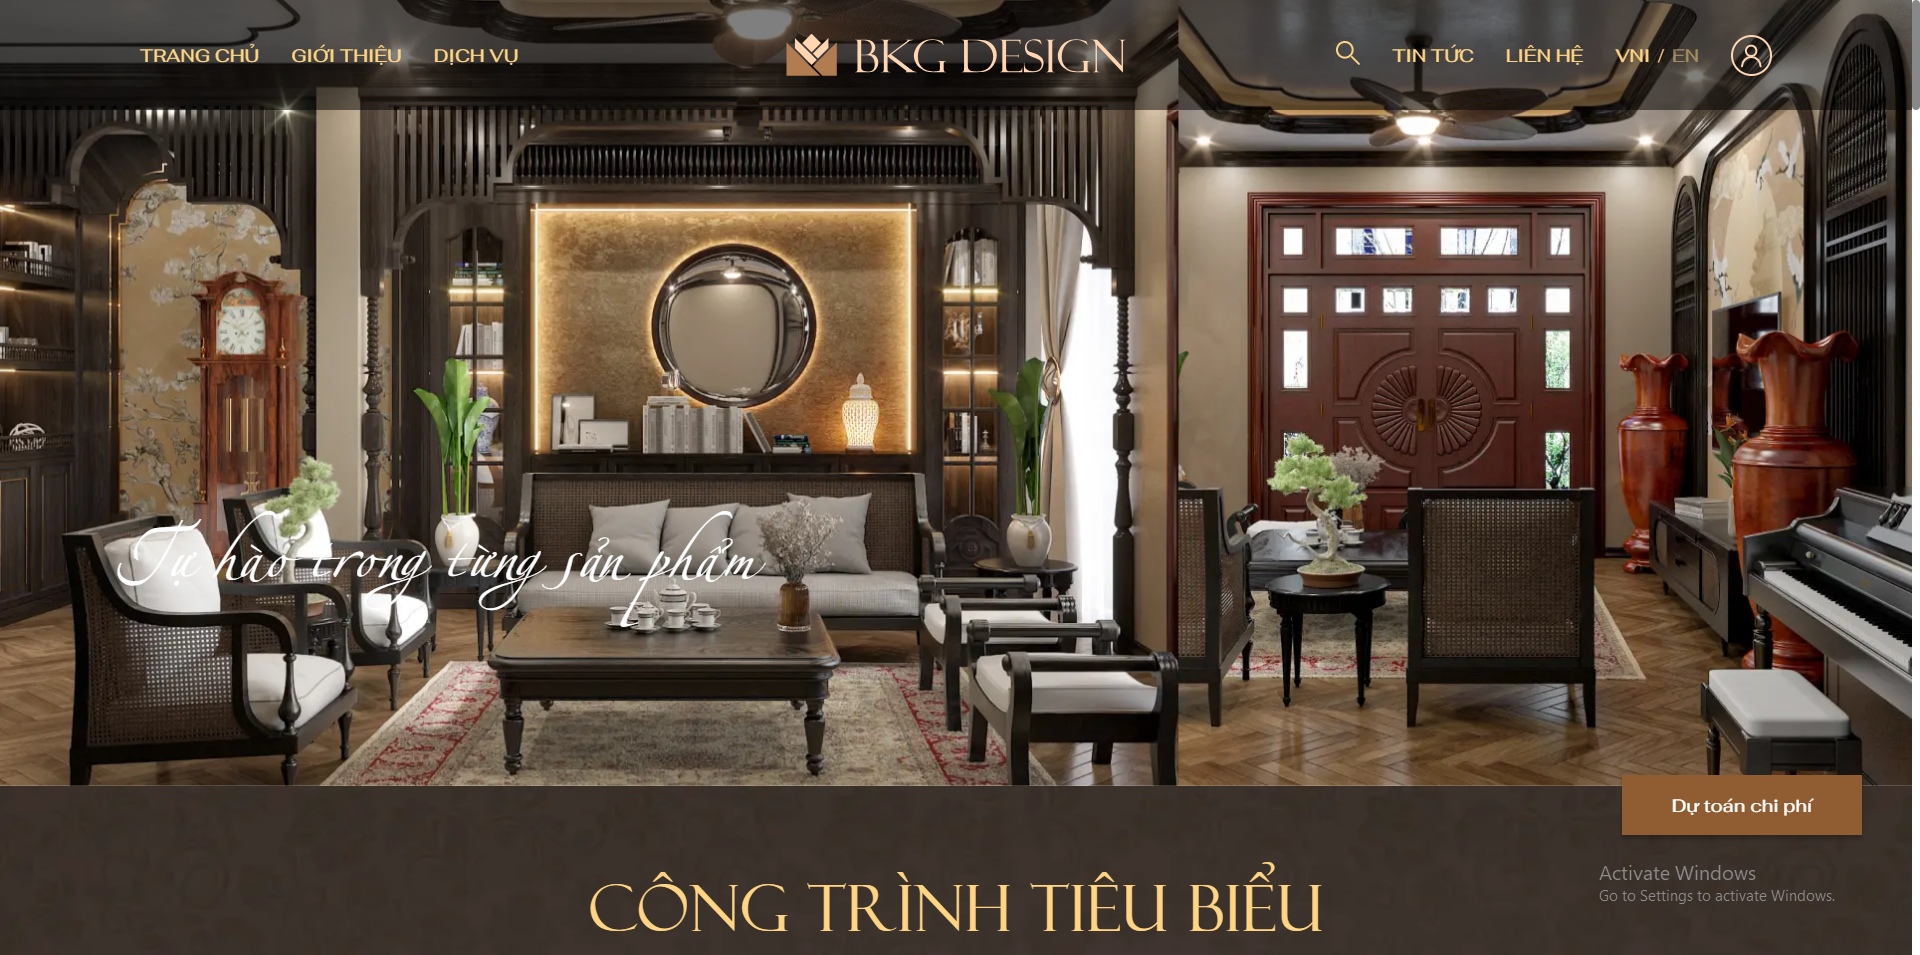 TRANG CHỦ
GIỚI THIỆU
DỊCH VỤ
BKG DESIGN
TIN TỨC
LIÊN HỆ
VNI / EN
Tự hào trong từng sản phẩm
Dự toán chi phí
CÔNG TRÌNH TIÊU BIỂU
Activate Windows
Go to Settings to activate Windows.